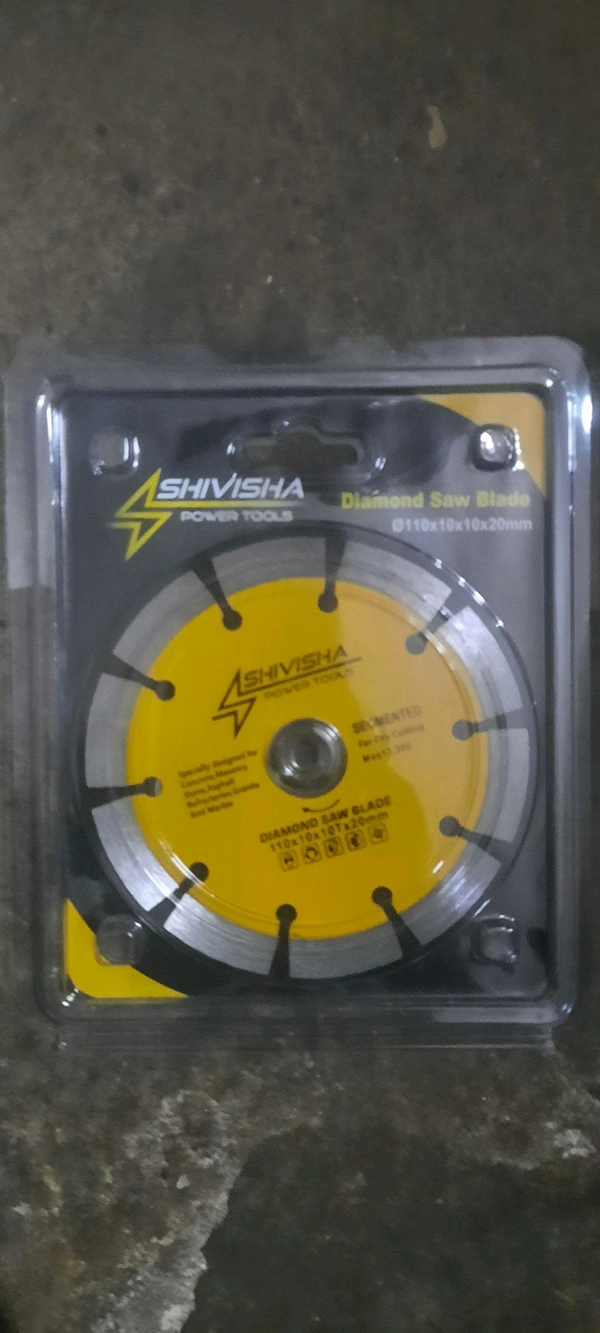 SHIVISHA
POWER TOOLS
Diamond Saw Blade
Ø110x10x10x20mm
SHIVISHA
POWER TOOLS
SEGMENTED
For Dry Cutting
Specially designed for
Concrete,Masonry
Stone,Asphalt
Refractories,Granite
And Marble
DIAMOND SAW BLADE
110x10x10Tx20mm